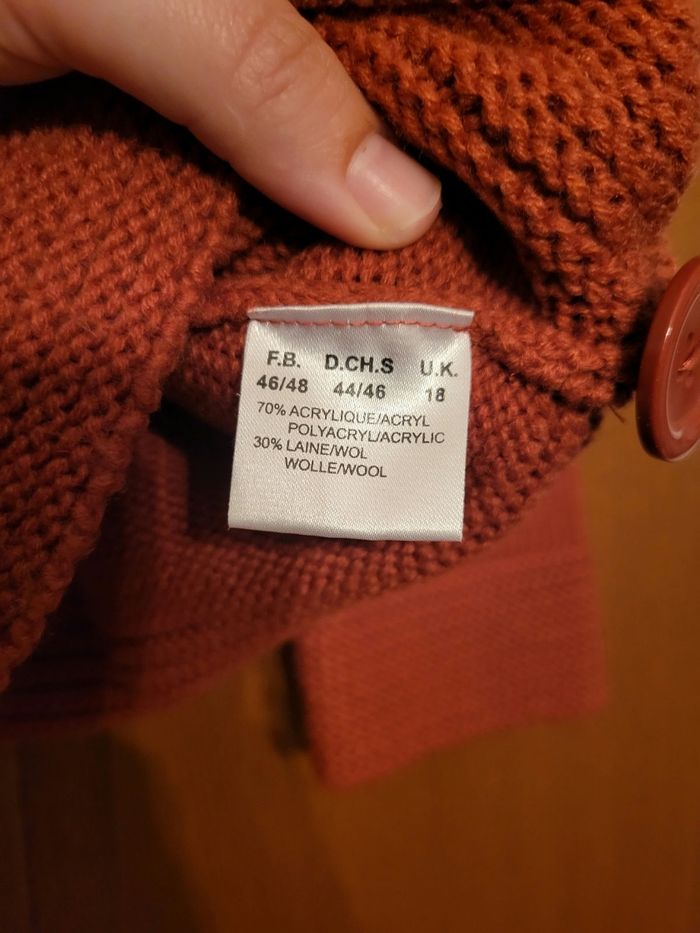 F.B. D.CH.S U.K.
46/48 44/46 18
70% ACRYLIQUE/ACRYL
POLYACRYL/ACRYLIC
30% LAINE/WOL
WOLLE/WOOL